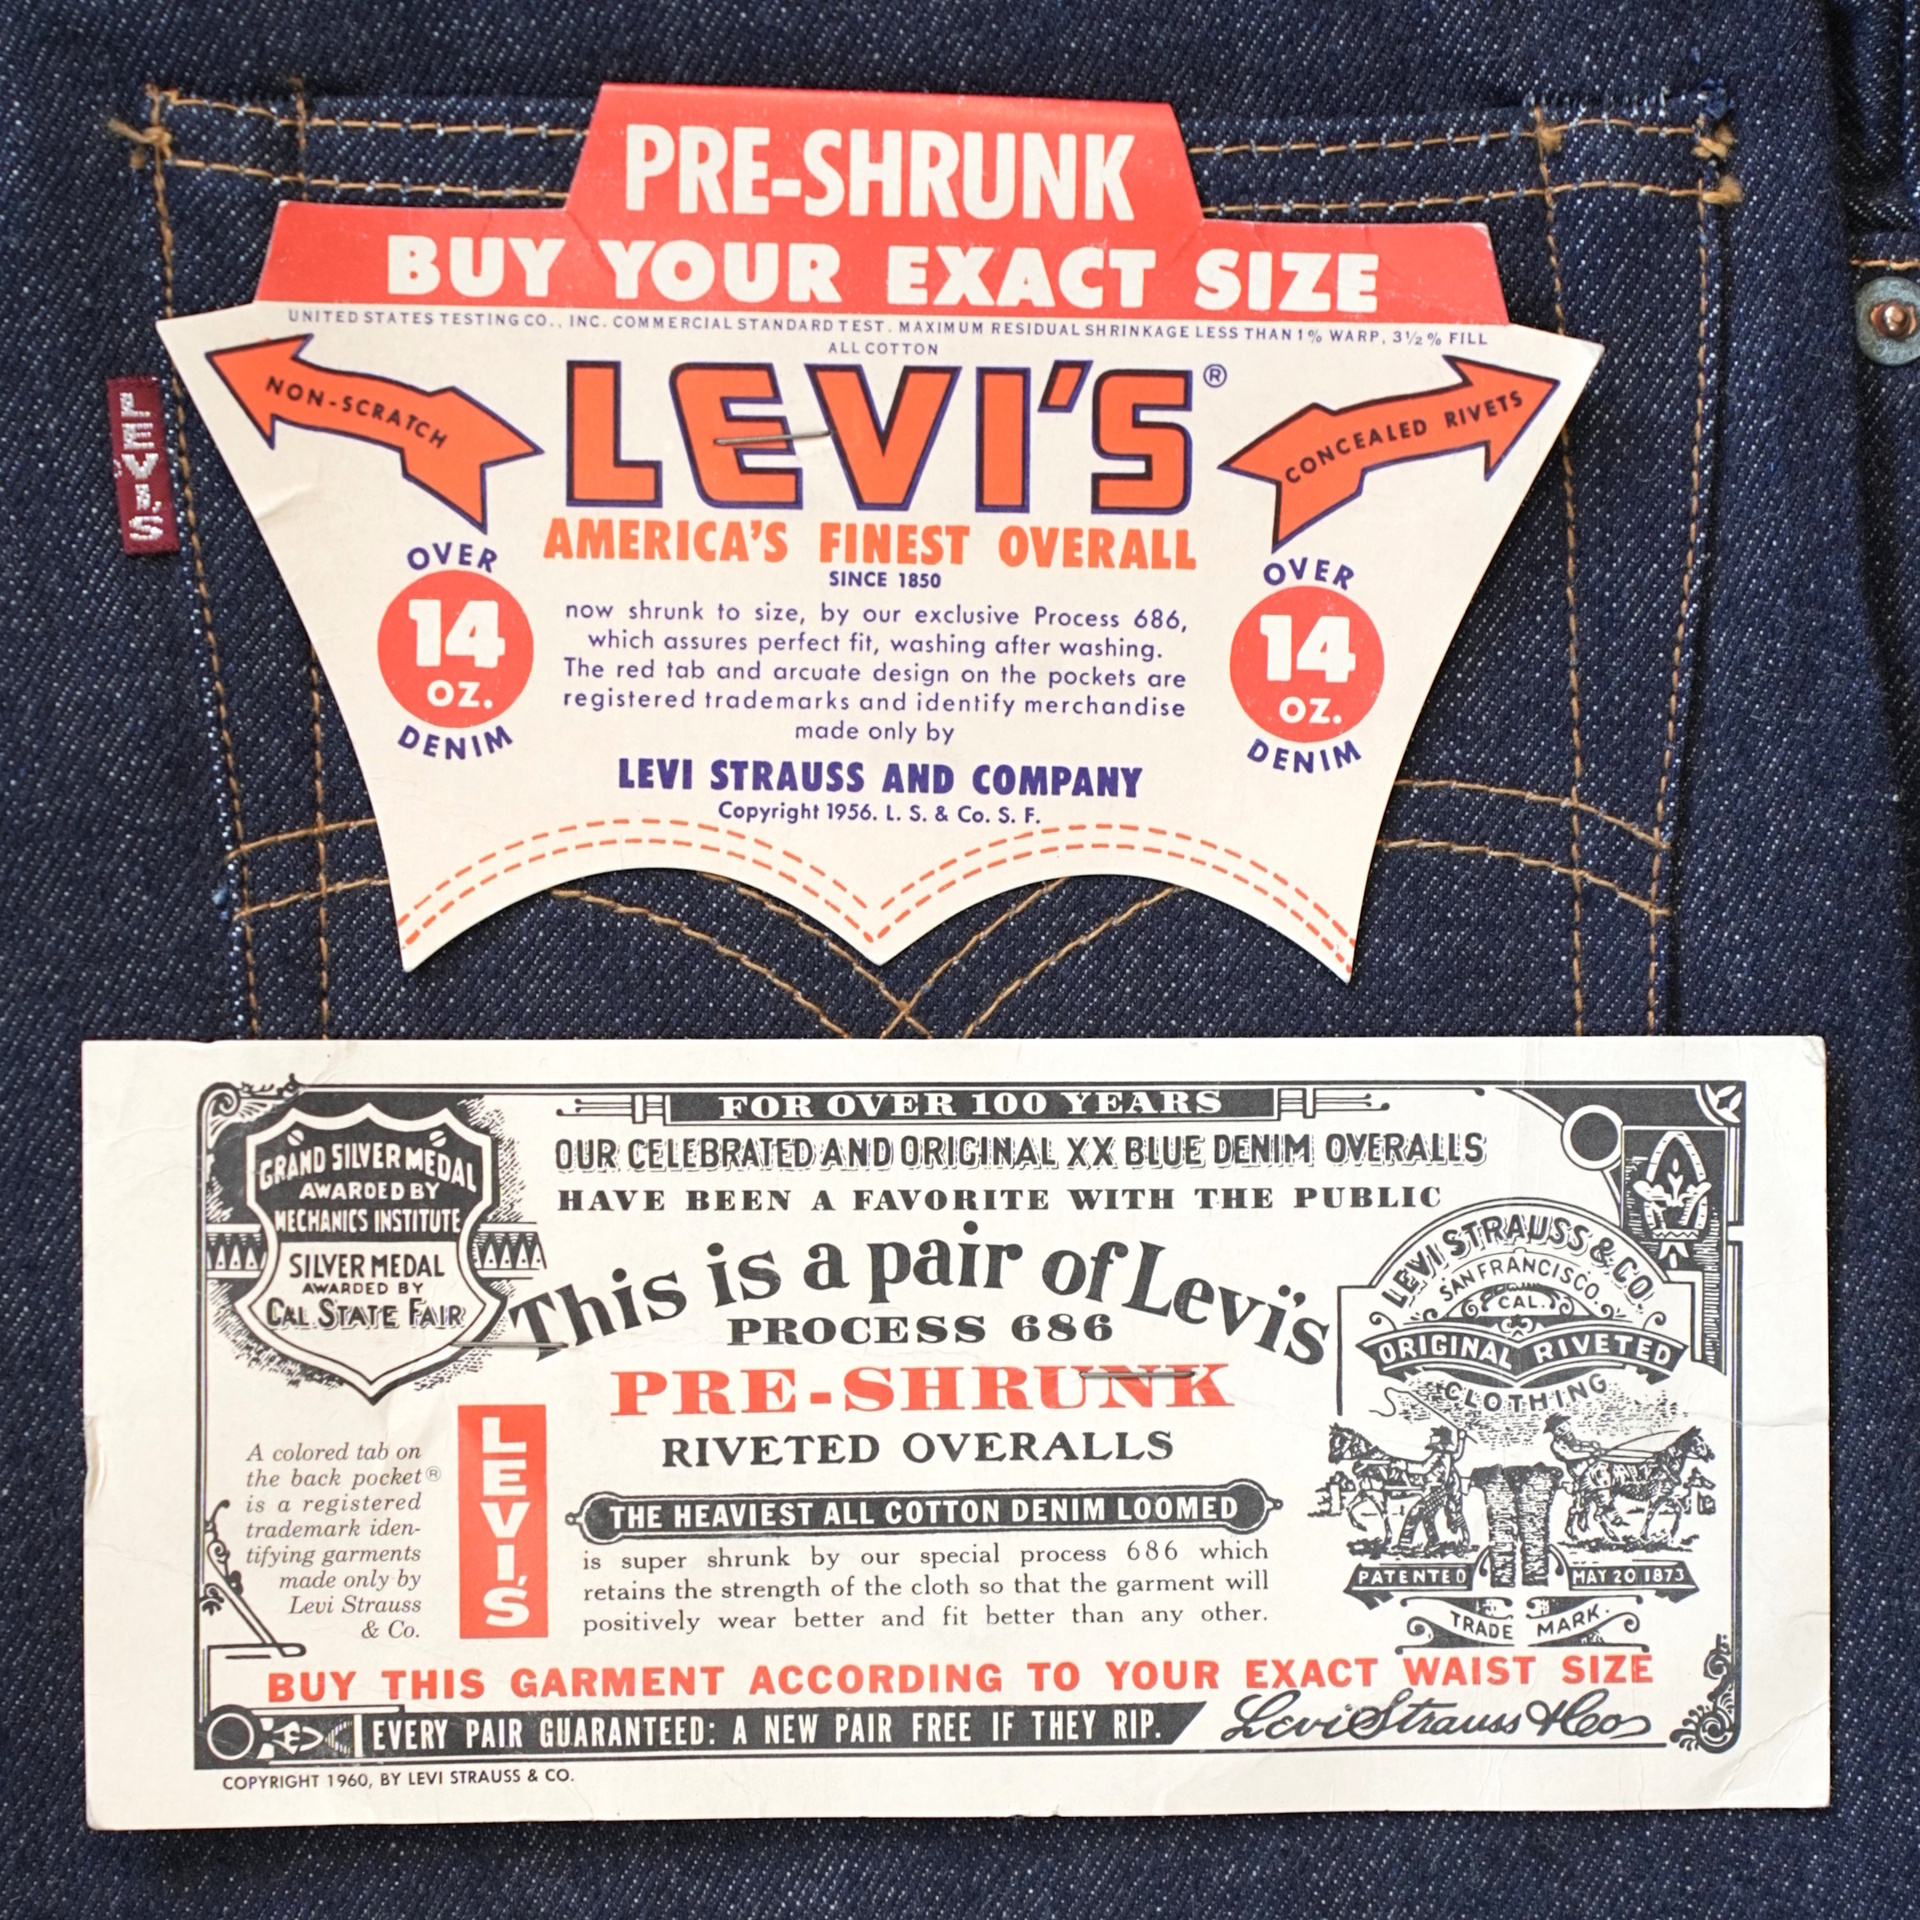 PRE-SHRUNK
BUY YOUR EXACT SIZE
UNITED STATES TESTING CO., INC. COMMERCIAL STANDARD TEST. MAXIMUM RESIDUAL SHRINKAGE LESS THAN 1% WARP, 3½% FILL
ALL COTTON
NON-SCRATCH
LEVI'S®
CONCEALED RIVETS
LEVI'S
AMERICA'S FINEST OVERALL
SINCE 1850
OVER
14
OZ.
DENIM
now shrunk to size, by our exclusive Process 686,
which assures perfect fit, washing after washing.
The red tab and arcuate design on the pockets are
registered trademarks and identify merchandise
made only by
OVER
14
OZ.
DENIM
LEVI STRAUSS AND COMPANY
Copyright 1956. L. S. & Co. S. F.
FOR OVER 100 YEARS
OUR CELEBRATED AND ORIGINAL XX BLUE DENIM OVERALLS
HAVE BEEN A FAVORITE WITH THE PUBLIC
GRAND SILVER MEDAL
AWARDED BY
MECHANICS INSTITUTE
SILVER MEDAL
AWARDED BY
CAL. STATE FAIR
This is a pair of Levi's
PROCESS 686
PRE-SHRUNK
RIVETED OVERALLS
LEVI STRAUSS & CO.
SAN FRANCISCO.
CAL.
ORIGINAL RIVETED
CLOTHING
PATENTED MAY 20 1873
TRADE MARK.
A colored tab on
the back pocket®
is a registered
trademark iden-
tifying garments
made only by
Levi Strauss
& Co.
LEVI'S
THE HEAVIEST ALL COTTON DENIM LOOMED
is super shrunk by our special process 686 which
retains the strength of the cloth so that the garment will
positively wear better and fit better than any other.
BUY THIS GARMENT ACCORDING TO YOUR EXACT WAIST SIZE
EVERY PAIR GUARANTEED: A NEW PAIR FREE IF THEY RIP.
Levi Strauss & Co
COPYRIGHT 1960, BY LEVI STRAUSS & CO.